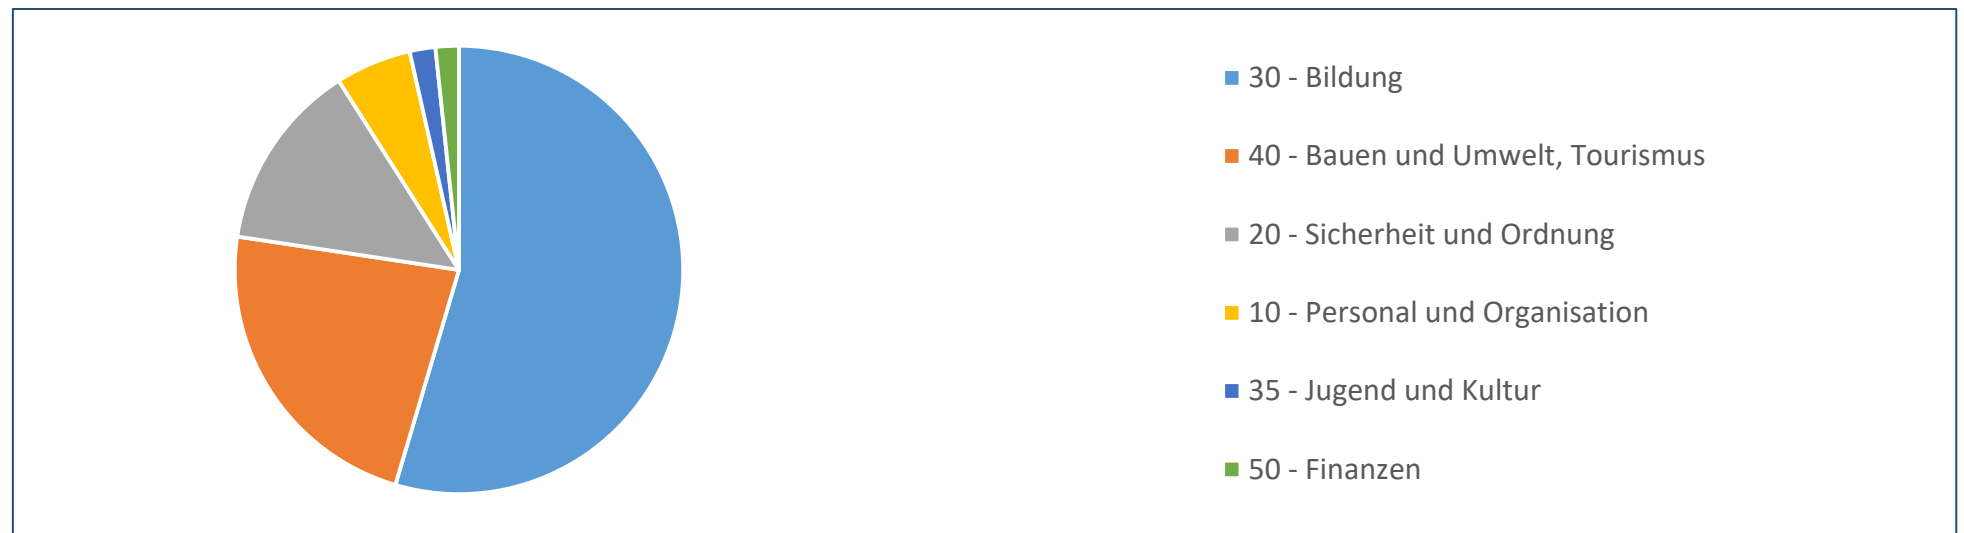 30 - Bildung
40 - Bauen und Umwelt, Tourismus
20 - Sicherheit und Ordnung
10 - Personal und Organisation
35 - Jugend und Kultur
50 - Finanzen